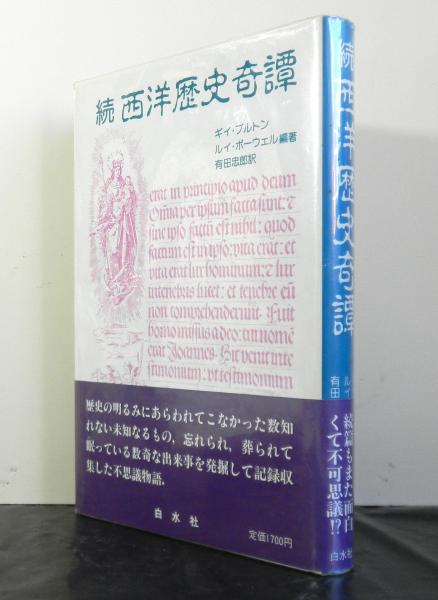 続 西洋歴史奇譚
ギイ・ブルトン
ルイ・ポーウェル編著
有田忠郎訳
erat in principio apud deum
Omnia per ipsum facta sunt: &
sine ipso factū est nihil: quod
factum est in ipso: vita erat: et
vita erat lux hominum: & lux
in tenebris lucet: et tenebre eū
non comprehenderunt. Fuit
homo missus a deo: cui nomē
erat Joannes. Hic venit in te
stimonium: ut testimonium
歴史の明るみにあらわれてこなかった数知
れない未知なるもの，忘れられ，葬られて
眠っている数奇な出来事を発掘して記録収
集した不思議物語。
白水社
定価1700円
続 西洋歴史奇譚
ルイ
有田
続篇もまた面白
くて不可思議!?
白水社